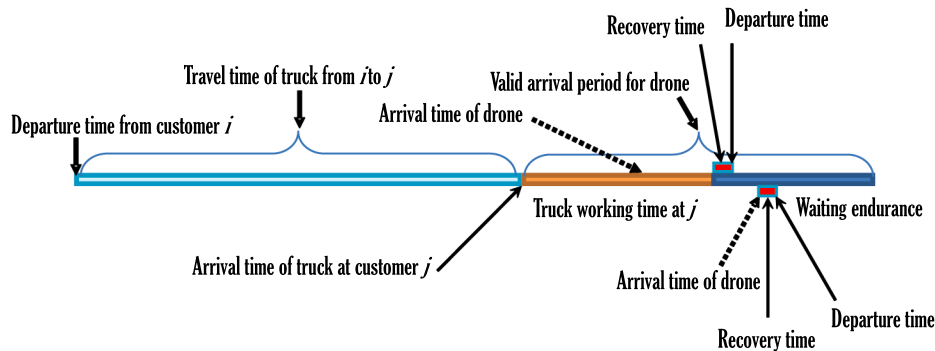 Departure time
Recovery time
Travel time of truck from i to j
Valid arrival period for drone
Arrival time of drone
Departure time from customer i
Truck working time at j
Waiting endurance
Arrival time of truck at customer j
Arrival time of drone
Departure time
Recovery time